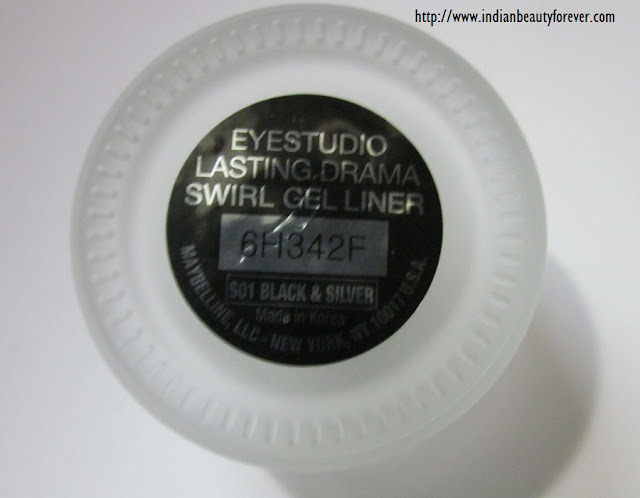 http://www.indianbeautyforever.com
EYESTUDIO
LASTING DRAMA
SWIRL GEL LINER
6H342F
S01 BLACK & SILVER
Made in Korea
MAYBELLINE, LLC - NEW YORK, NY 10017 U.S.A.